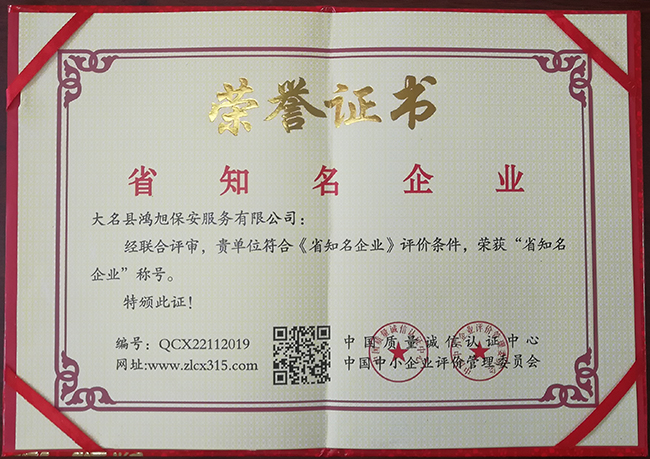 荣誉证书
省知名企业
大名县鸿旭保安服务有限公司：
经联合评审，贵单位符合《省知名企业》评价条件，荣获“省知名
企业”称号。
特颁此证！
编号：QCX22112019
网址:www.zlcx315.com
中国质量诚信认证中心
中国中小企业评价管理委员会